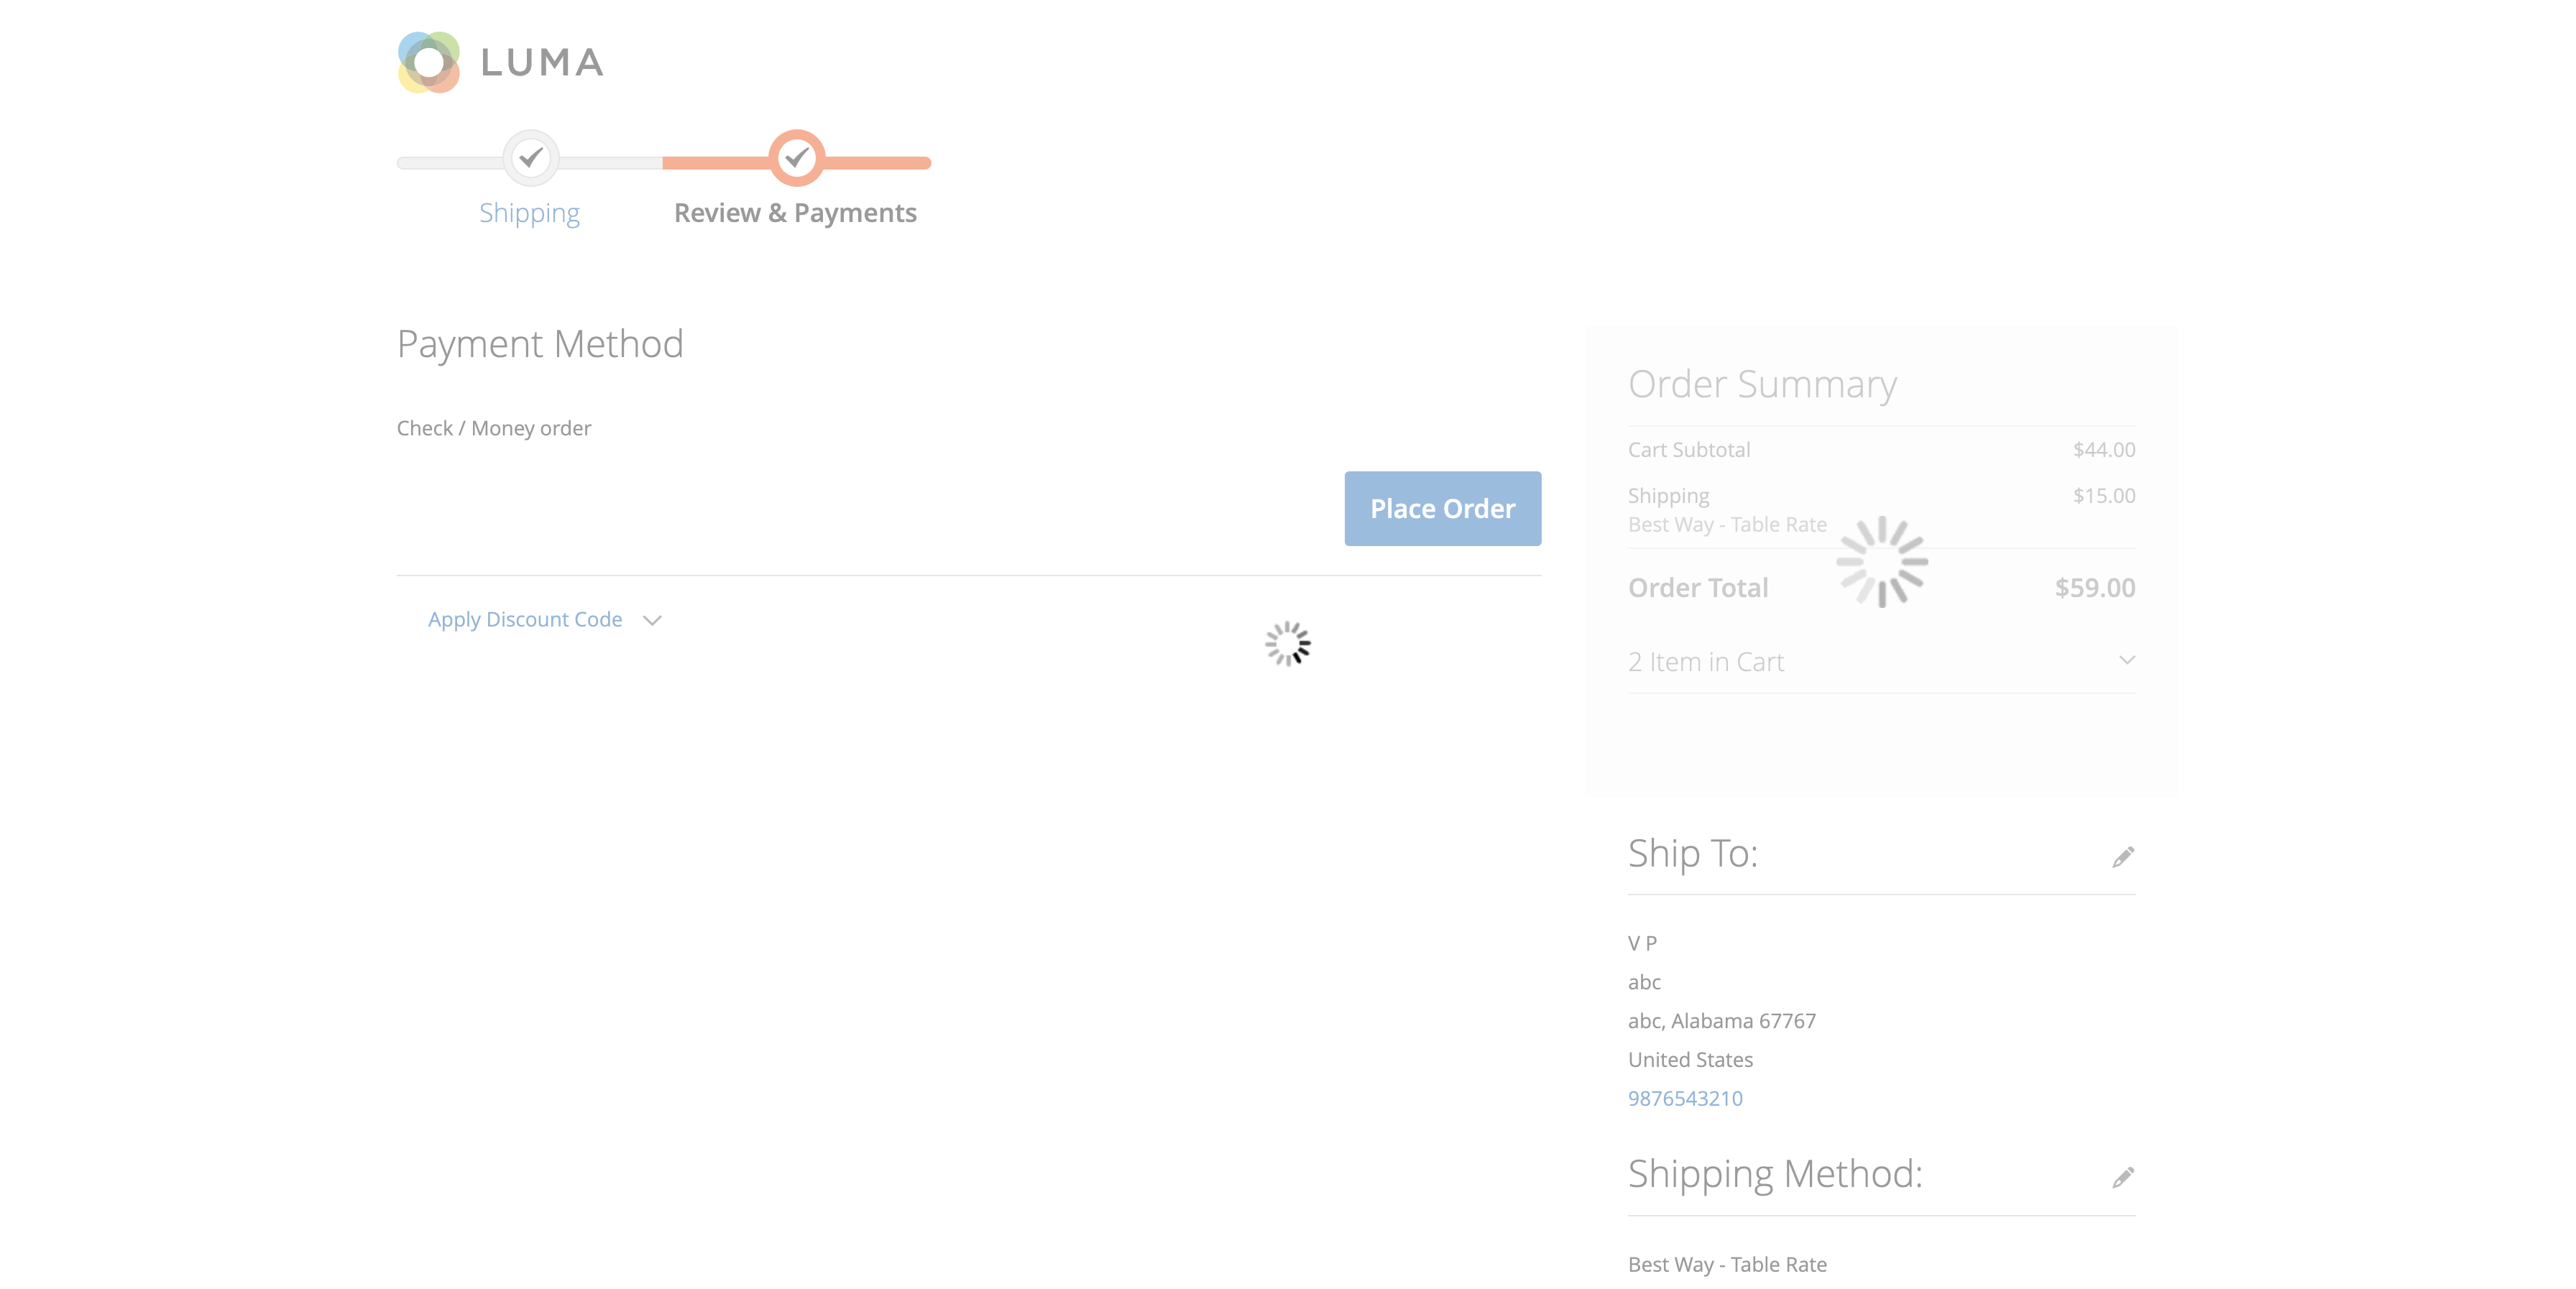 LUMA
Shipping
Review & Payments
Payment Method
Check / Money order
Place Order
Apply Discount Code
Order Summary
Cart Subtotal $44.00
Shipping $15.00
Best Way - Table Rate
Order Total $59.00
2 Item in Cart
Ship To:
V P
abc
abc, Alabama 67767
United States
9876543210
Shipping Method:
Best Way - Table Rate